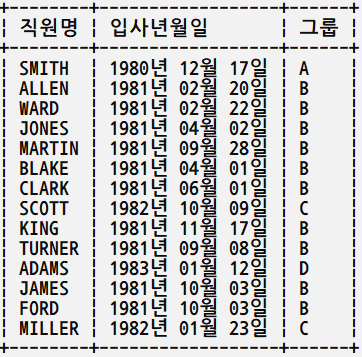 직원명 입사년월일 그룹
SMITH 1980년 12월 17일 A
ALLEN 1981년 02월 20일 B
WARD 1981년 02월 22일 B
JONES 1981년 04월 02일 B
MARTIN 1981년 09월 28일 B
BLAKE 1981년 04월 01일 B
CLARK 1981년 06월 01일 B
SCOTT 1982년 10월 09일 C
KING 1981년 11월 17일 B
TURNER 1981년 09월 08일 B
ADAMS 1983년 01월 12일 D
JAMES 1981년 10월 03일 B
FORD 1981년 10월 03일 B
MILLER 1982년 01월 23일 C